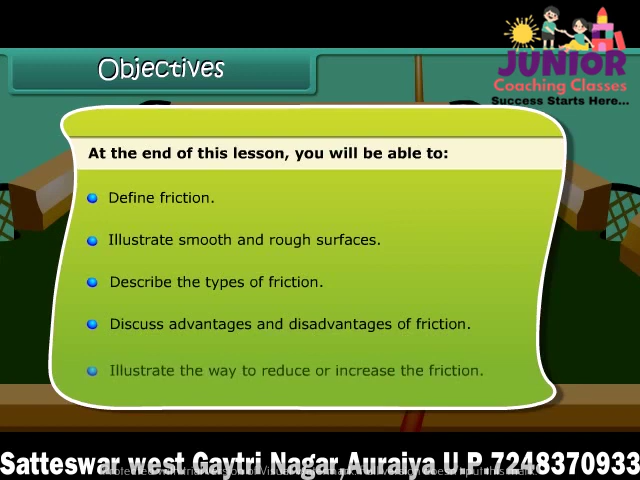 Objectives
JUNIOR
Coaching Classes
Success Starts Here...
At the end of this lesson, you will be able to:
Define friction.
Illustrate smooth and rough surfaces.
Describe the types of friction.
Discuss advantages and disadvantages of friction.
Illustrate the way to reduce or increase the friction.
Satteswar west Gaytri Nagar,Auraiya U.P. 7248370933